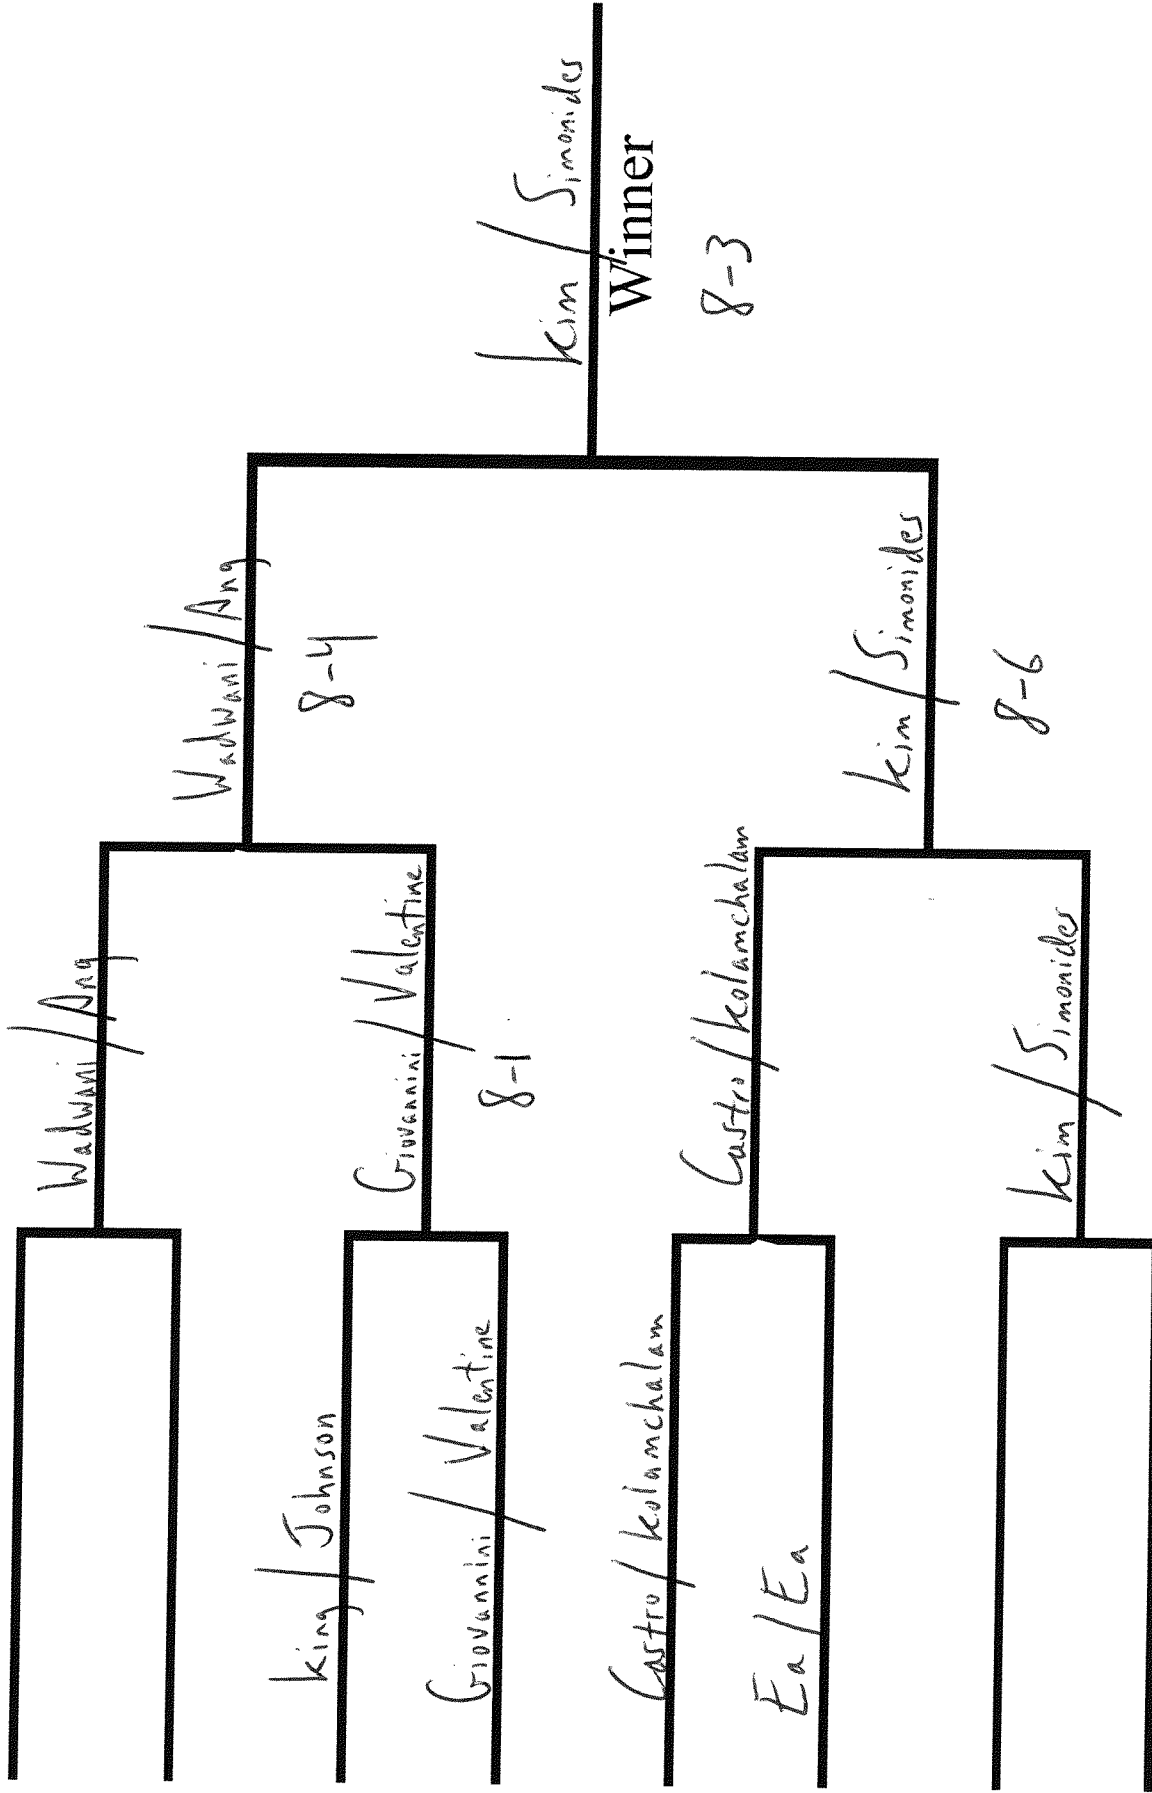 King / Johnson
Giovannini / Valentine
Castro / Kolamchalam
Ea / Ea
Wadwani / Ang
Giovannini / Valentine
8-1
Castro / Kolamchalam
Kim / Simonides
Wadwani / Ang
8-4
Kim / Simonides
8-6
Kim / Simonides
Winner
8-3